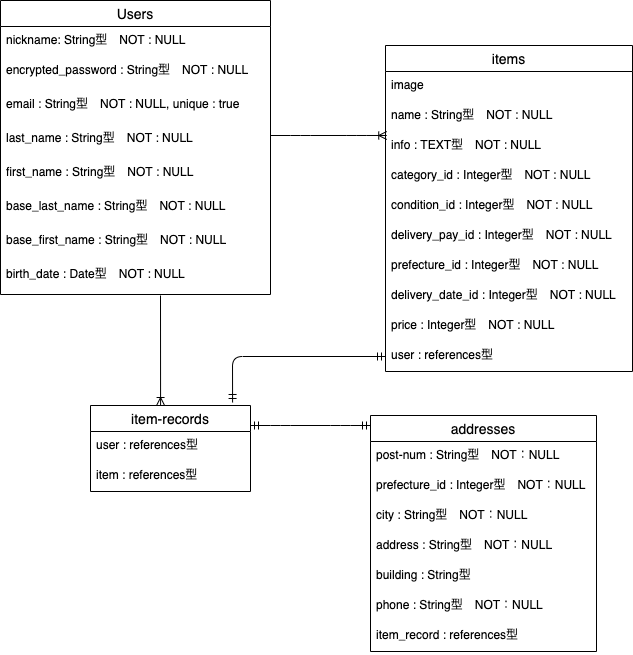 Users
nickname: String型　NOT : NULL
encrypted_password : String型　NOT : NULL
email : String型　NOT : NULL, unique : true
last_name : String型　NOT : NULL
first_name : String型　NOT : NULL
base_last_name : String型　NOT : NULL
base_first_name : String型　NOT : NULL
birth_date : Date型　NOT : NULL
items
image
name : String型　NOT : NULL
info : TEXT型　NOT : NULL
category_id : Integer型　NOT : NULL
condition_id : Integer型　NOT : NULL
delivery_pay_id : Integer型　NOT : NULL
prefecture_id : Integer型　NOT : NULL
delivery_date_id : Integer型　NOT : NULL
price : Integer型　NOT : NULL
user : references型
item-records
user : references型
item : references型
addresses
post-num : String型　NOT：NULL
prefecture_id : Integer型　NOT：NULL
city : String型　NOT：NULL
address : String型　NOT：NULL
building : String型
phone : String型　NOT：NULL
item_record : references型